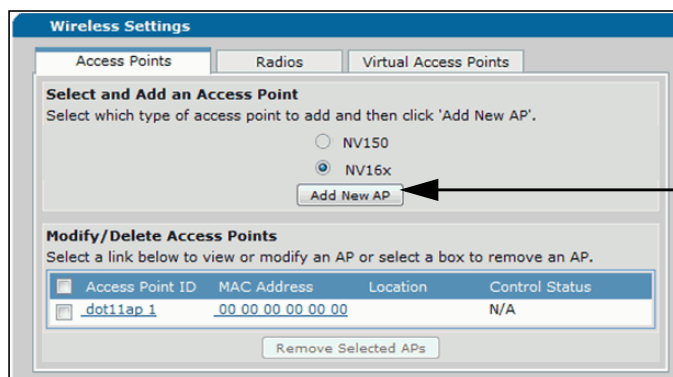 Wireless Settings
Access Points Radios Virtual Access Points
Select and Add an Access Point
Select which type of access point to add and then click 'Add New AP'.
NV150
NV16x
Add New AP
Modify/Delete Access Points
Select a link below to view or modify an AP or select a box to remove an AP.
Access Point ID MAC Address Location Control Status
dot11ap 1 00 00 00 00 00 00 N/A
Remove Selected APs